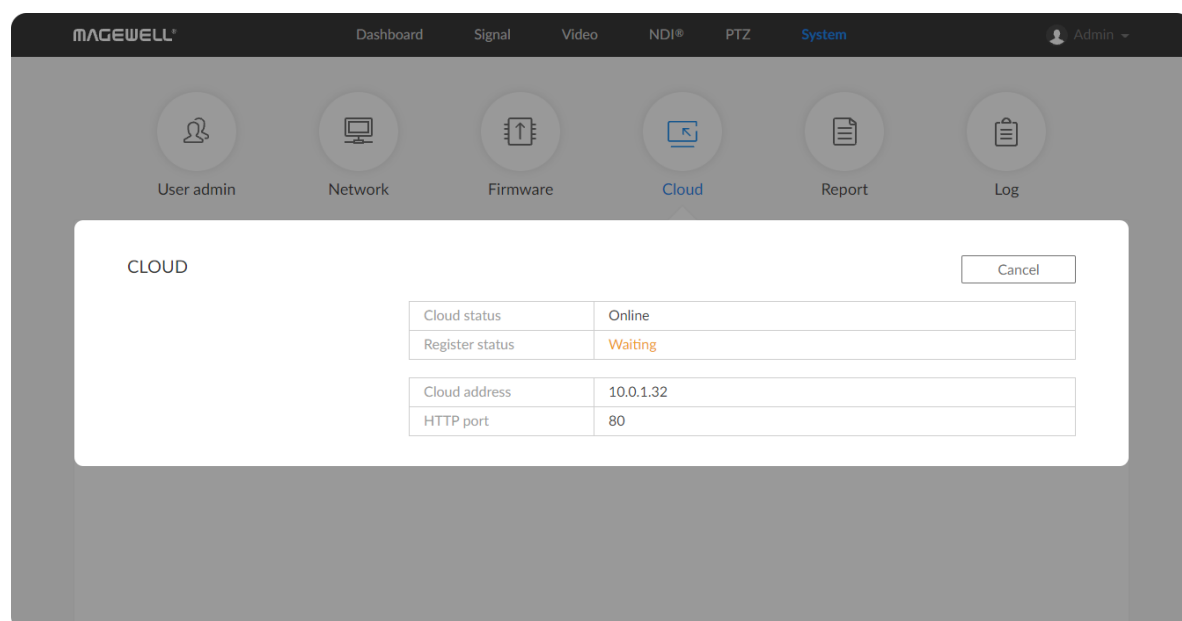 MAGEWELL® Dashboard Signal Video NDI® PTZ System Admin
User admin Network Firmware Cloud Report Log
CLOUD Cancel
Cloud status Online
Register status Waiting
Cloud address 10.0.1.32
HTTP port 80